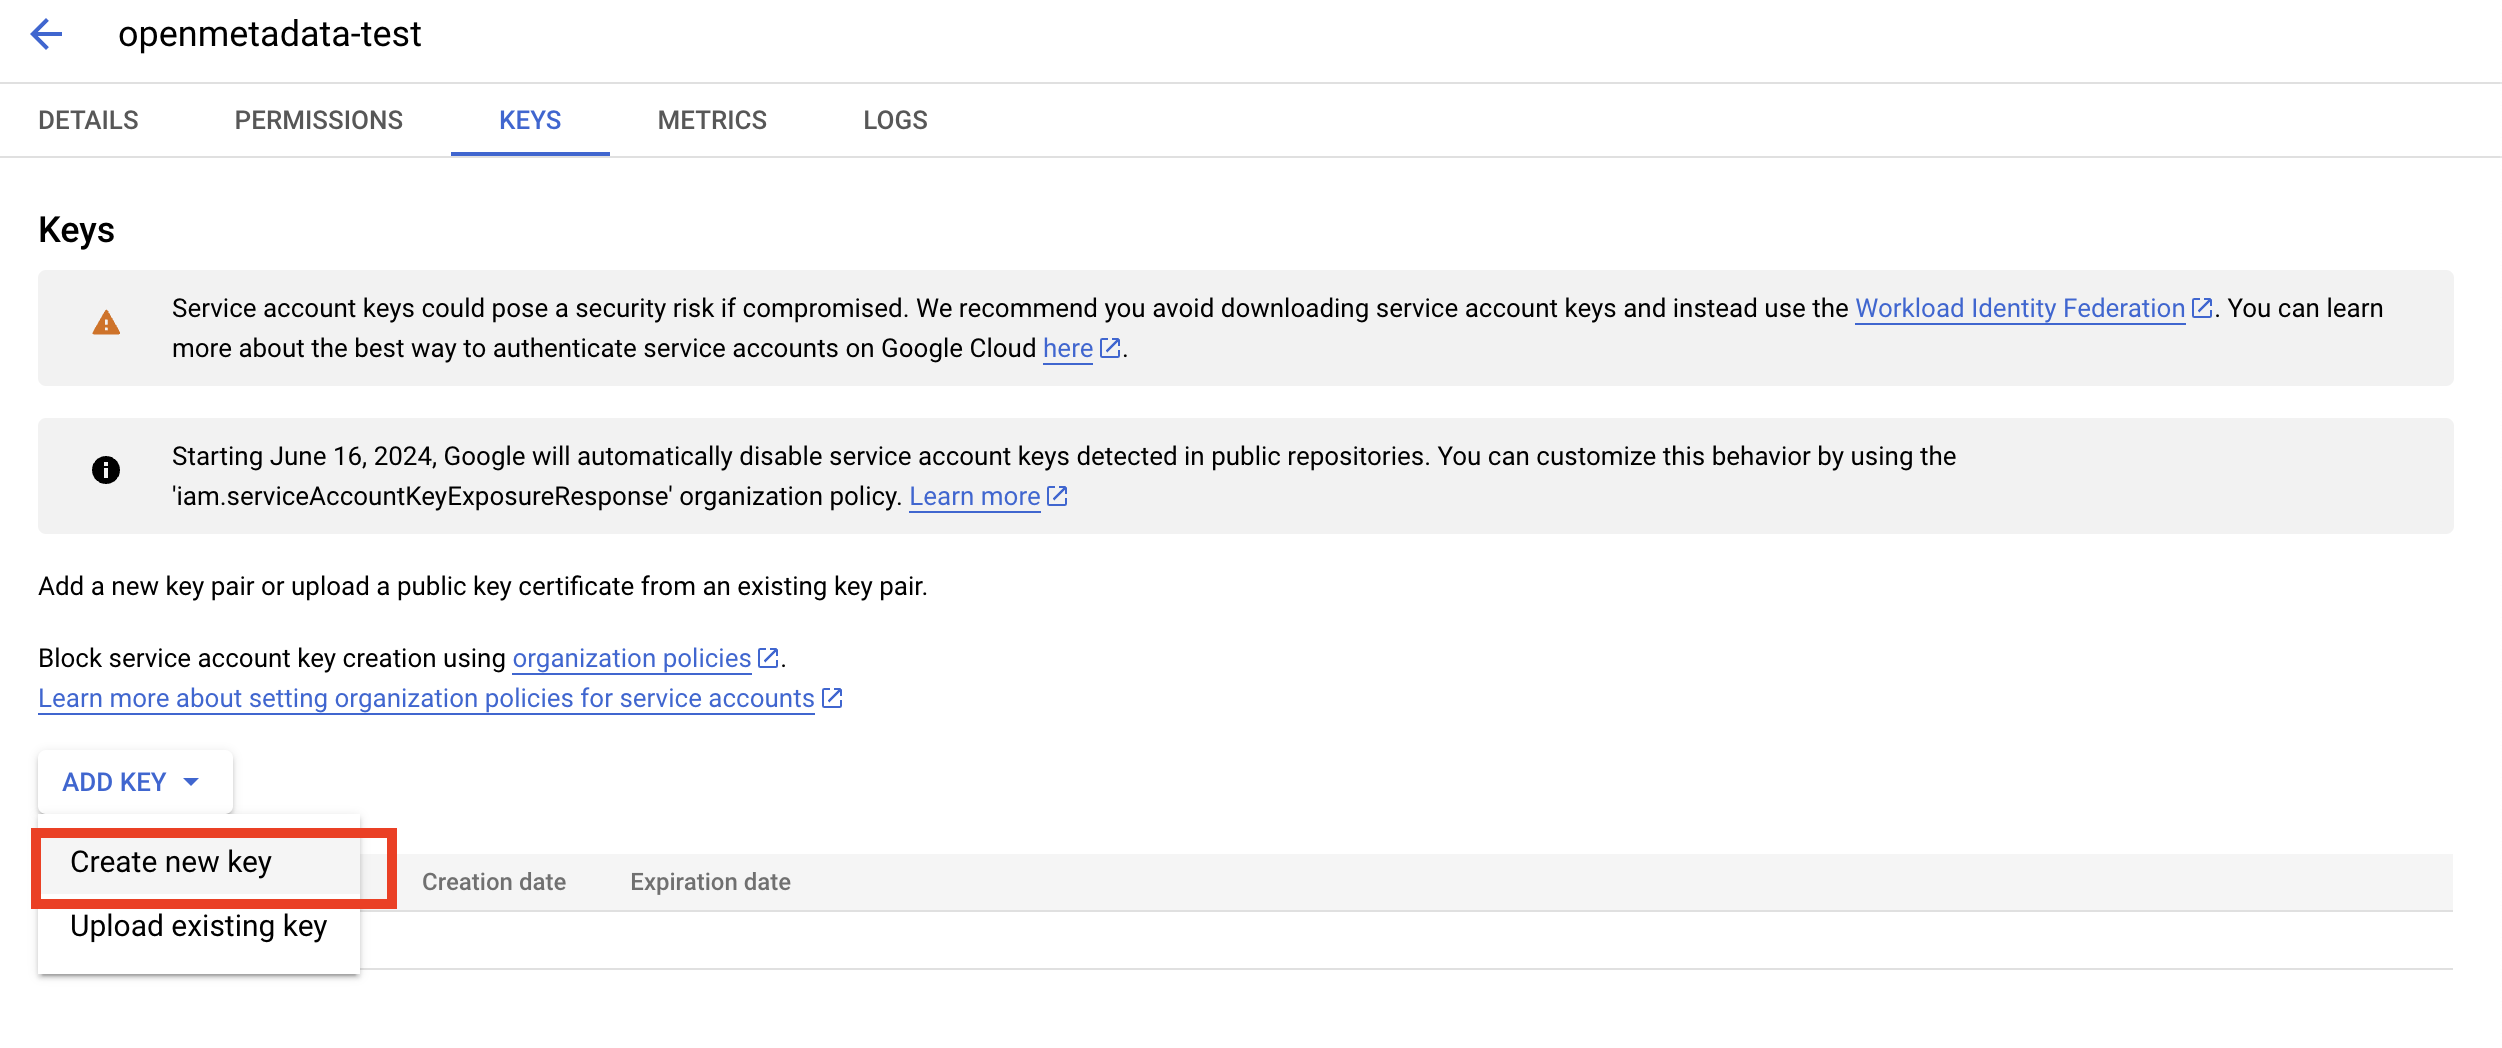 openmetadata-test
DETAILS PERMISSIONS KEYS METRICS LOGS
Keys
Service account keys could pose a security risk if compromised. We recommend you avoid downloading service account keys and instead use the Workload Identity Federation. You can learn
more about the best way to authenticate service accounts on Google Cloud here.
Starting June 16, 2024, Google will automatically disable service account keys detected in public repositories. You can customize this behavior by using the
'iam.serviceAccountKeyExposureResponse' organization policy. Learn more
Add a new key pair or upload a public key certificate from an existing key pair.
Block service account key creation using organization policies.
Learn more about setting organization policies for service accounts
ADD KEY
Create new key
Creation date Expiration date
Upload existing key